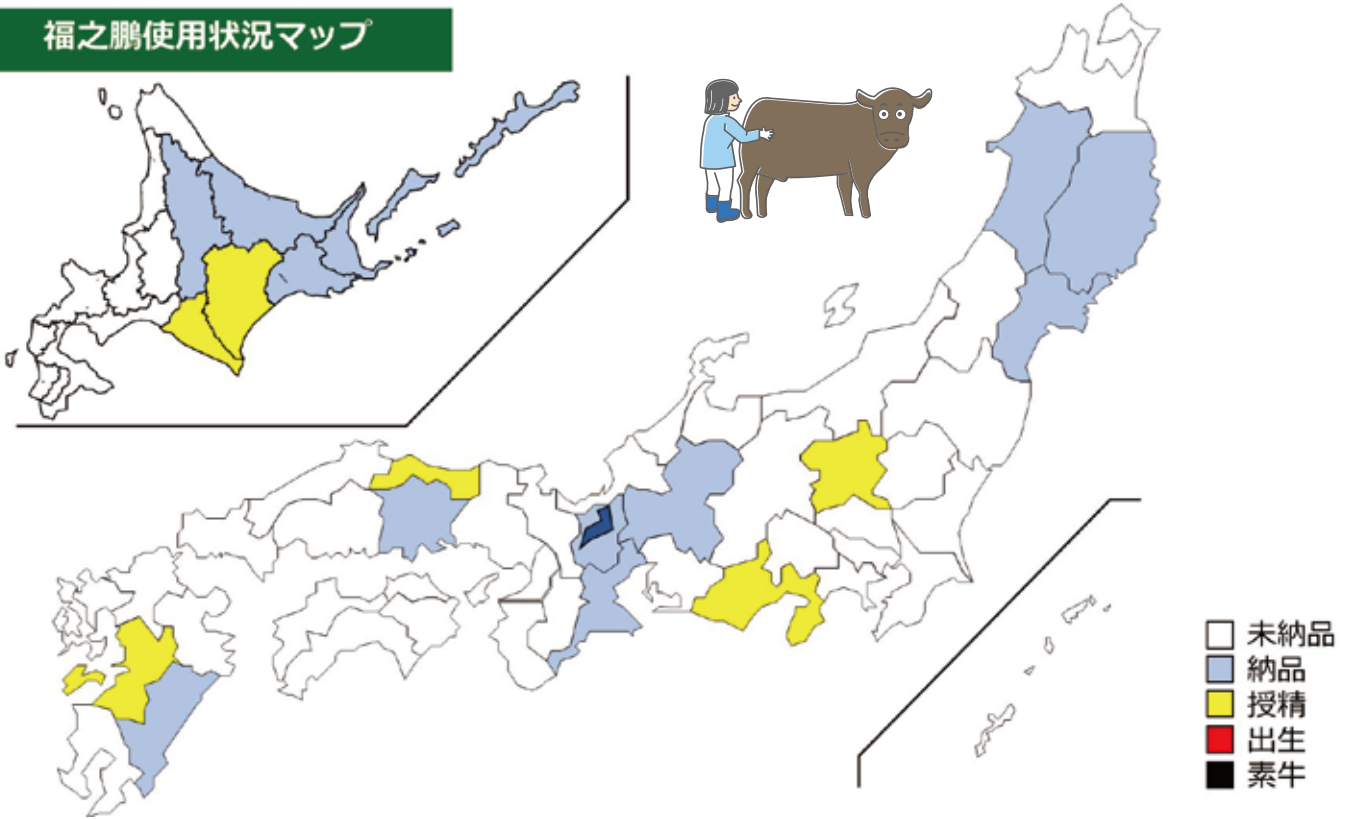 福之鵬使用状況マップ
未納品
納品
授精
出生
素牛